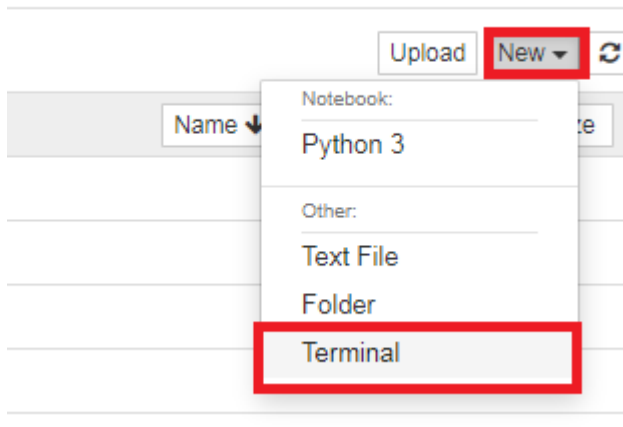 Upload New
Notebook:
Name
Python 3
Other:
Text File
Folder
Terminal